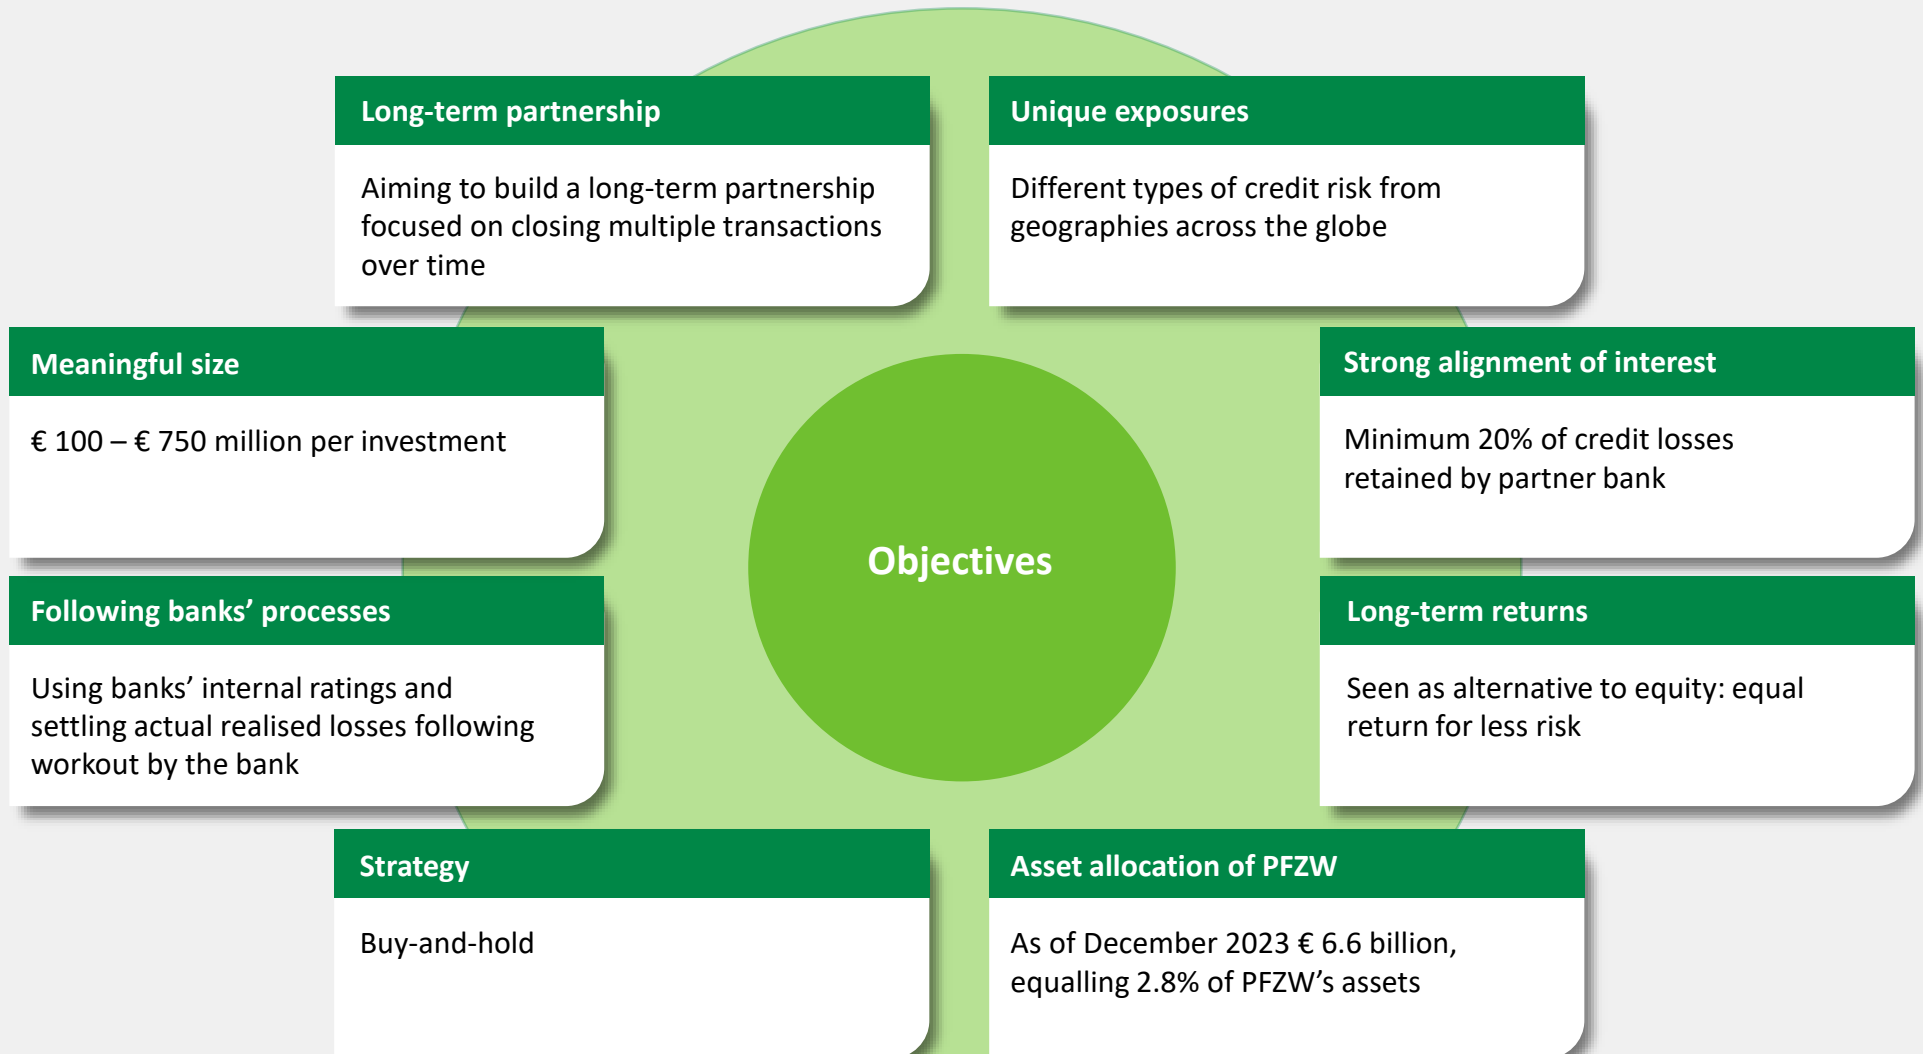 Long-term partnership
Aiming to build a long-term partnership
focused on closing multiple transactions
over time
Unique exposures
Different types of credit risk from
geographies across the globe
Meaningful size
€ 100 – € 750 million per investment
Strong alignment of interest
Minimum 20% of credit losses
retained by partner bank
Objectives
Following banks’ processes
Using banks’ internal ratings and
settling actual realised losses following
workout by the bank
Long-term returns
Seen as alternative to equity: equal
return for less risk
Strategy
Buy-and-hold
Asset allocation of PFZW
As of December 2023 € 6.6 billion,
equalling 2.8% of PFZW’s assets